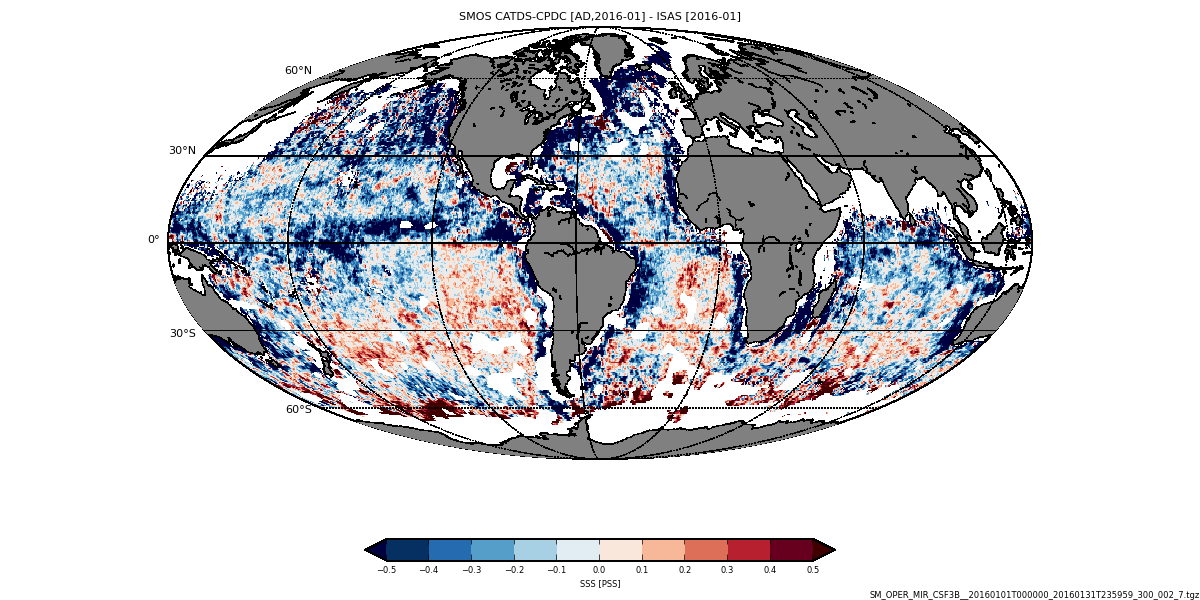 SMOS CATDS-CPDC [AD,2016-01] - ISAS [2016-01]
60°N
30°N
0°
30°S
60°S
−0.5 −0.4 −0.3 −0.2 −0.1 0.0 0.1 0.2 0.3 0.4 0.5
SSS [PSS]
SM_OPER_MIR_CSF3B__20160101T000000_20160131T235959_300_002_7.tgz